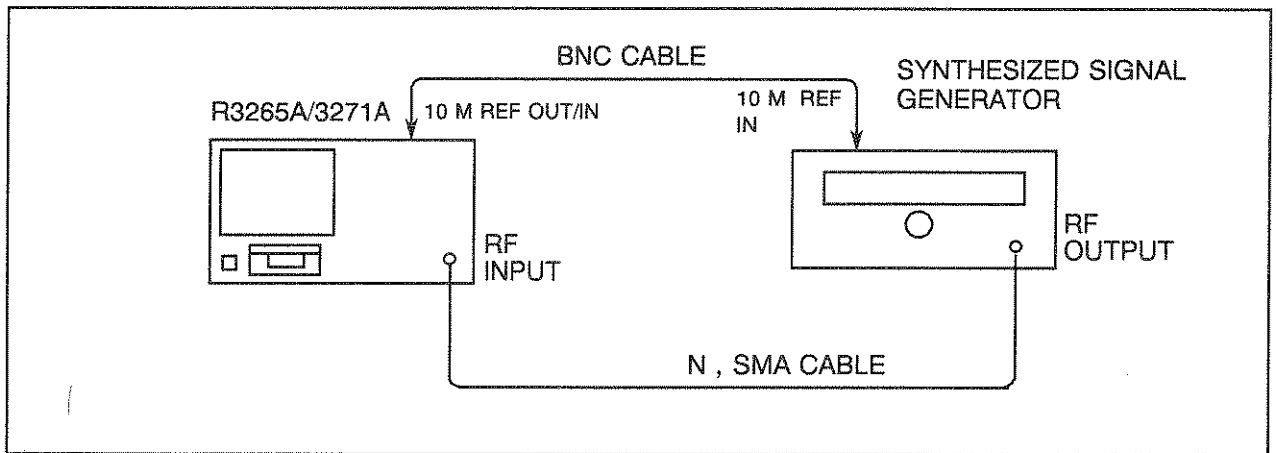 BNC CABLE
SYNTHESIZED SIGNAL
GENERATOR
R3265A/3271A
10 M REF OUT/IN
10 M REF
IN
RF
INPUT
RF
OUTPUT
N , SMA CABLE